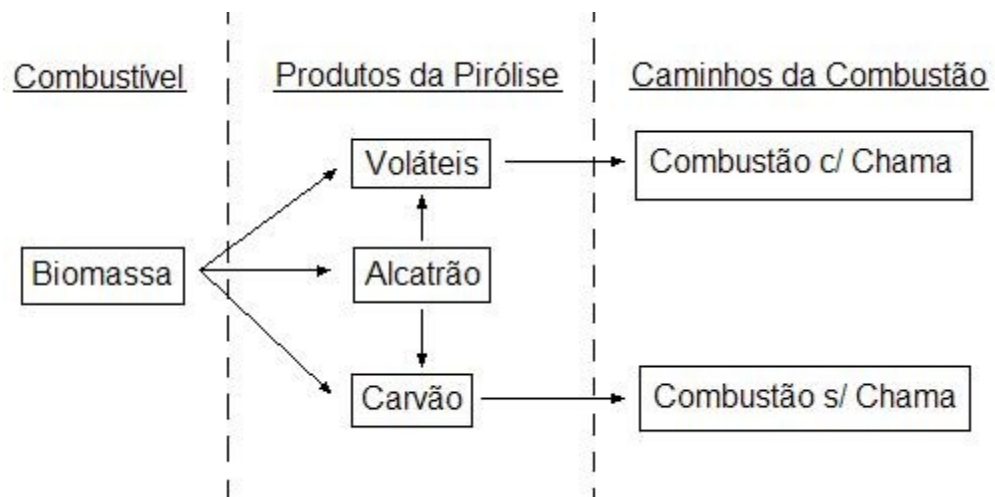 Combustível
Produtos da Pirólise
Caminhos da Combustão
Voláteis
Combustão c/ Chama
Biomassa
Alcatrão
Carvão
Combustão s/ Chama